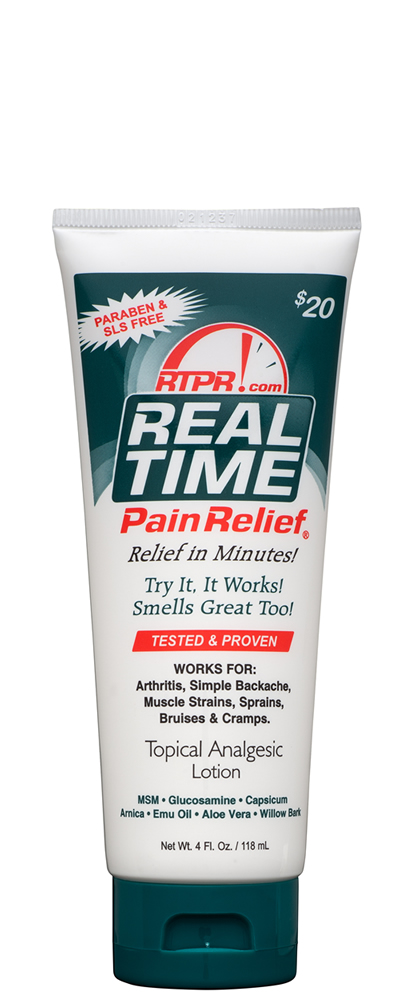 021237
PARABEN &
SLS FREE
$20
RTPR!.com
REAL
TIME
Pain Relief®
Relief in Minutes!
Try It, It Works!
Smells Great Too!
TESTED & PROVEN
WORKS FOR:
Arthritis, Simple Backache,
Muscle Strains, Sprains,
Bruises & Cramps.
Topical Analgesic
Lotion
MSM • Glucosamine • Capsicum
Arnica • Emu Oil • Aloe Vera • Willow Bark
Net Wt. 4 Fl. Oz. / 118 mL